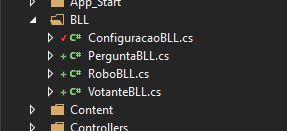 App_Start
BLL
C# ConfiguracaoBLL.cs
C# PerguntaBLL.cs
C# RoboBLL.cs
C# VotanteBLL.cs
Content
Controllers